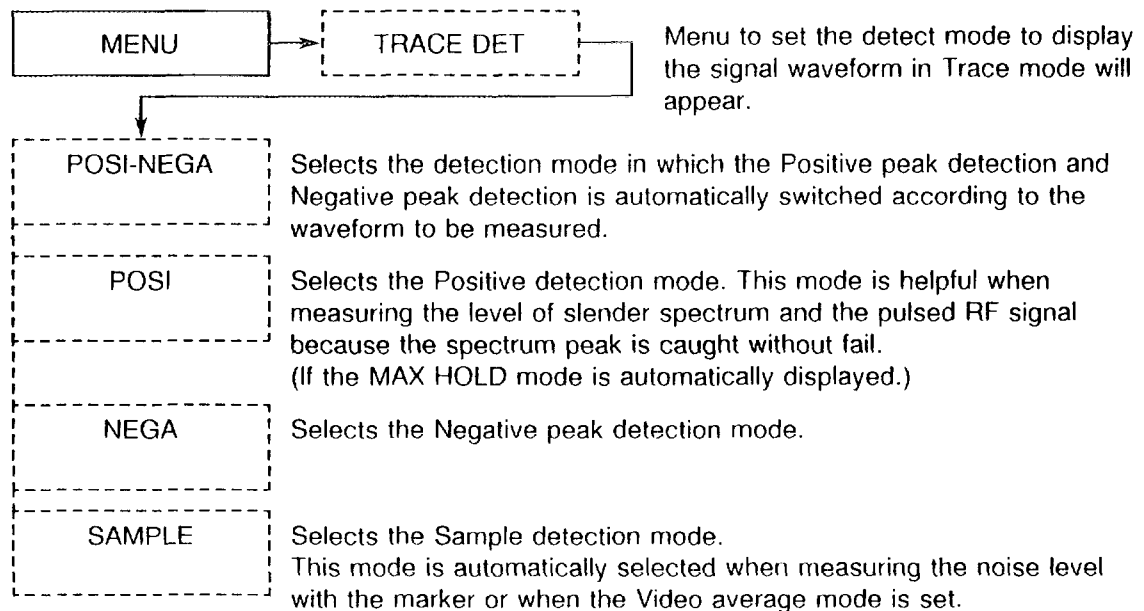 MENU
TRACE DET
Menu to set the detect mode to display
the signal waveform in Trace mode will
appear.
POSI-NEGA
Selects the detection mode in which the Positive peak detection and
Negative peak detection is automatically switched according to the
waveform to be measured.
POSI
Selects the Positive detection mode. This mode is helpful when
measuring the level of slender spectrum and the pulsed RF signal
because the spectrum peak is caught without fail.
(If the MAX HOLD mode is automatically displayed.)
NEGA
Selects the Negative peak detection mode.
SAMPLE
Selects the Sample detection mode.
This mode is automatically selected when measuring the noise level
with the marker or when the Video average mode is set.